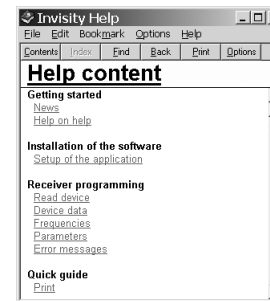 Invisity Help
File Edit Bookmark Options Help
Contents Index Find Back Print Options
Help content
Getting started
News
Help on help
Installation of the software
Setup of the application
Receiver programming
Read device
Device data
Frequencies
Parameters
Error messages
Quick guide
Print